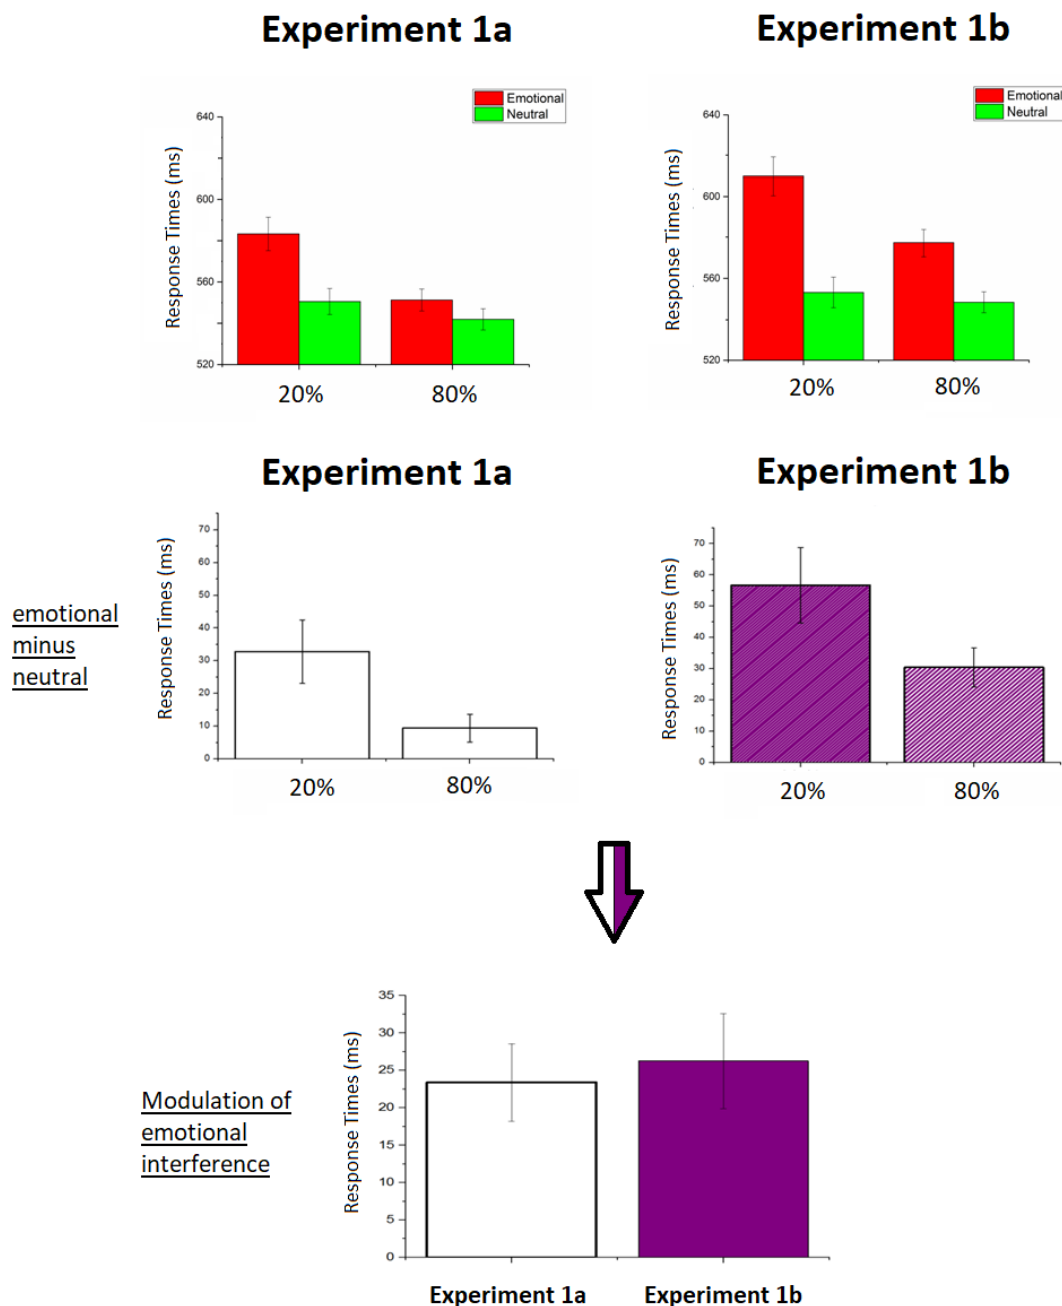 Experiment 1a
Experiment 1b
Emotional
Neutral
Response Times (ms)
640
600
560
520
20%
80%
Emotional
Neutral
Response Times (ms)
640
600
560
520
20%
80%
Experiment 1a
Experiment 1b
emotional
minus
neutral
Response Times (ms)
70
60
50
40
30
20
10
0
20%
80%
Response Times (ms)
70
60
50
40
30
20
10
0
20%
80%
Modulation of
emotional
interference
Response Times (ms)
35
30
25
20
15
10
5
0
Experiment 1a
Experiment 1b